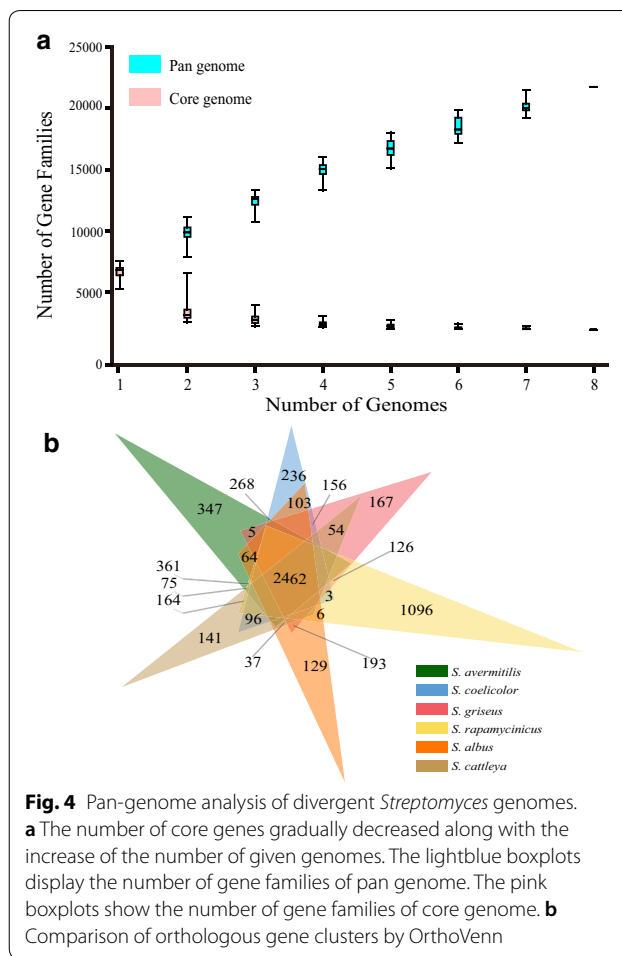 a
25000
20000
15000
10000
5000
0
Number of Gene Families
Pan genome
Core genome
1 2 3 4 5 6 7 8
Number of Genomes
b
236
268
156
167
347
103
5
54
126
64
361
2462
75
3
1096
164
6
96
141
37
129
193
S. avermitilis
S. coelicolor
S. griseus
S. rapamycinicus
S. albus
S. cattleya
Fig. 4 Pan-genome analysis of divergent Streptomyces genomes.
a The number of core genes gradually decreased along with the
increase of the number of given genomes. The lightblue boxplots
display the number of gene families of pan genome. The pink
boxplots show the number of gene families of core genome. b
Comparison of orthologous gene clusters by OrthoVenn